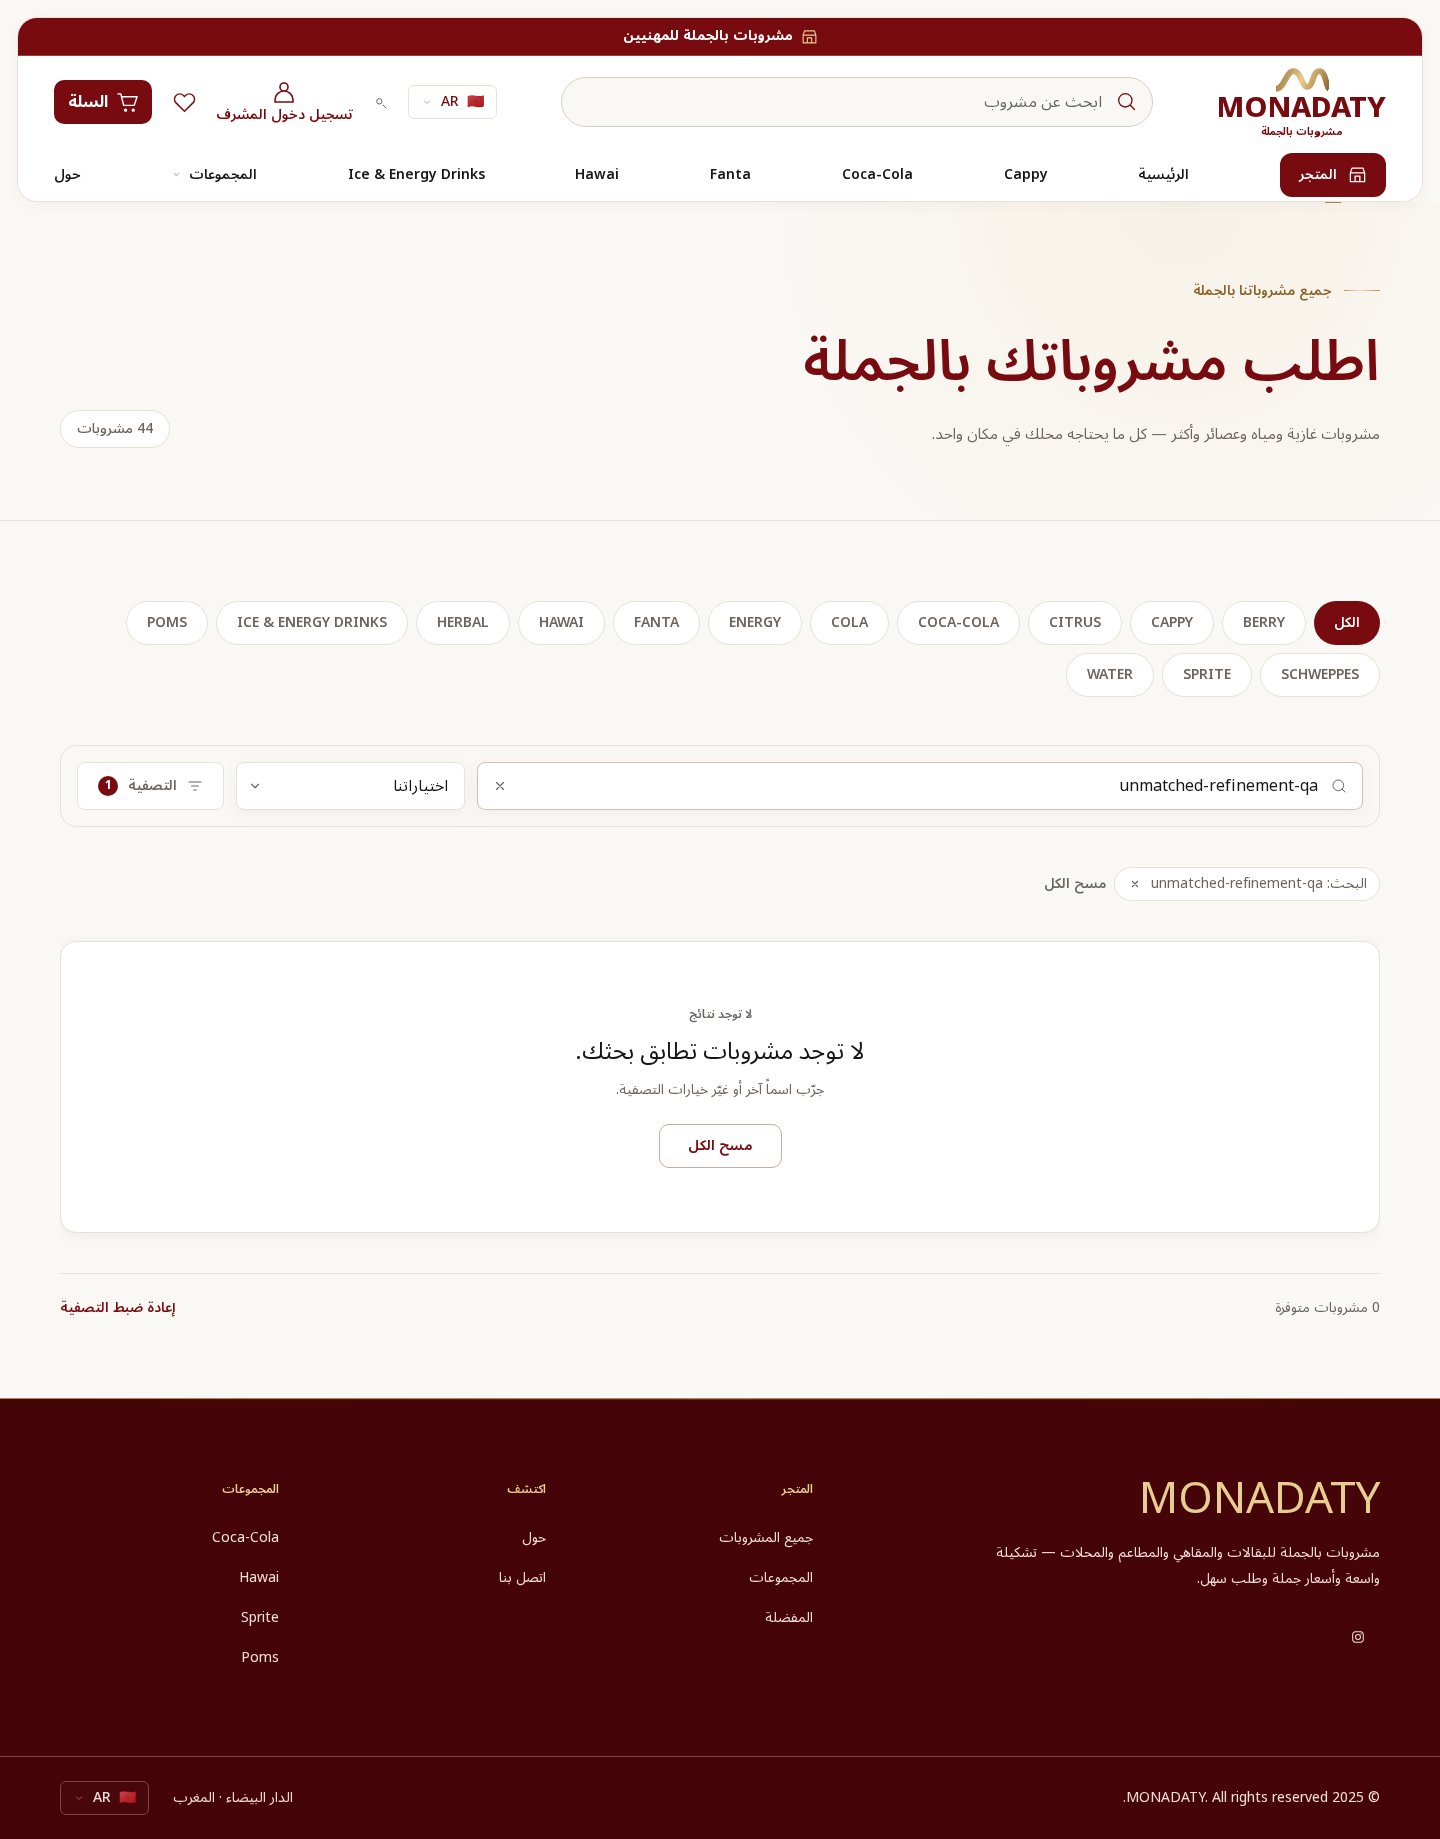 مشروبات بالجملة للمهنيين
MONADATY
مشروبات بالجملة
ابحث عن مشروب
AR
تسجيل دخول المشرف
السلة
المتجر
الرئيسية
Cappy
Coca-Cola
Fanta
Hawai
Ice & Energy Drinks
المجموعات
حول
جميع مشروباتنا بالجملة
اطلب مشروباتك بالجملة
مشروبات غازية ومياه وعصائر وأكثر — كل ما يحتاجه محلك في مكان واحد.
44 مشروبات
الكل
BERRY
CAPPY
CITRUS
COCA-COLA
COLA
ENERGY
FANTA
HAWAI
HERBAL
ICE & ENERGY DRINKS
POMS
SCHWEPPES
SPRITE
WATER
unmatched-refinement-qa
اختياراتنا
التصفية 1
البحث: unmatched-refinement-qa
مسح الكل
لا توجد نتائج
لا توجد مشروبات تطابق بحثك.
جرّب اسماً آخر أو غيّر خيارات التصفية.
مسح الكل
0 مشروبات متوفرة
إعادة ضبط التصفية
MONADATY
مشروبات بالجملة للبقالات والمقاهي والمطاعم والمحلات — تشكيلة
واسعة وأسعار جملة وطلب سهل.
المتجر
جميع المشروبات
المجموعات
المفضلة
اكتشف
حول
اتصل بنا
المجموعات
Coca-Cola
Hawai
Sprite
Poms
© 2025 MONADATY. All rights reserved.
الدار البيضاء · المغرب
AR